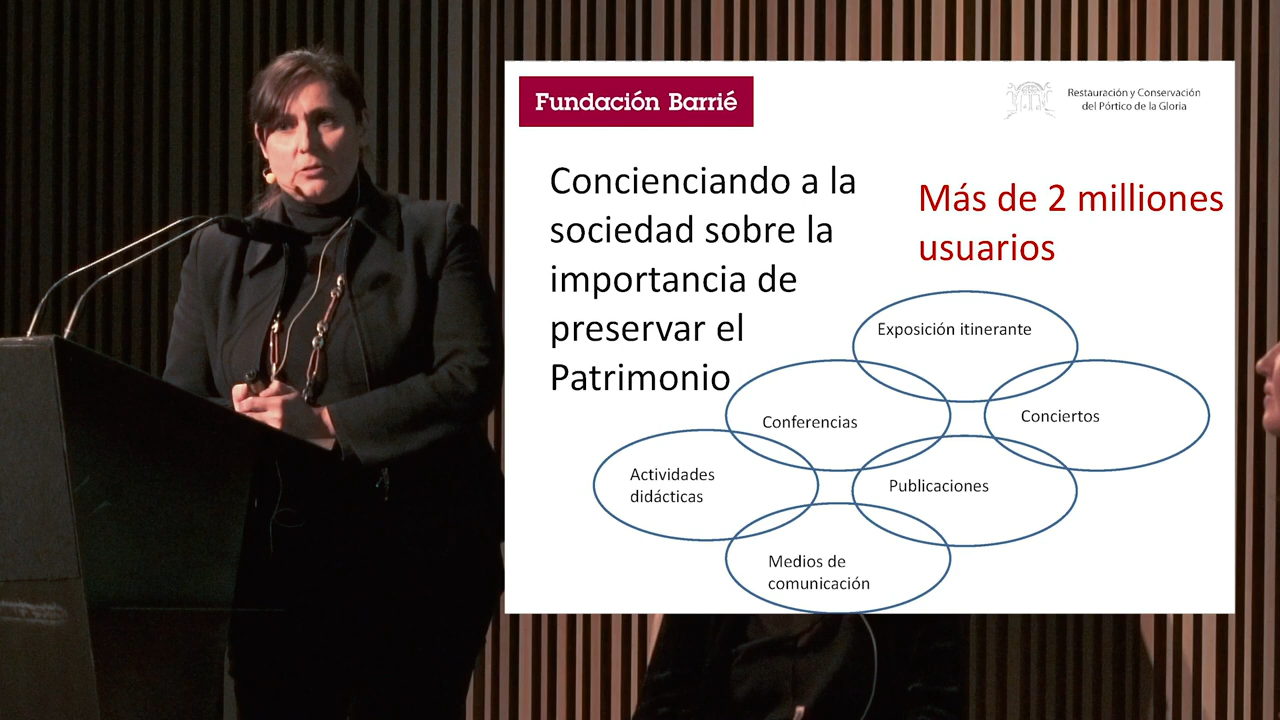 Fundación Barrié
Restauración y Conservación
del Pórtico de la Gloria
Concienciando a la
sociedad sobre la
importancia de
preservar el
Patrimonio
Más de 2 milliones
usuarios
Exposición itinerante
Conferencias
Conciertos
Actividades
didácticas
Publicaciones
Medios de
comunicación